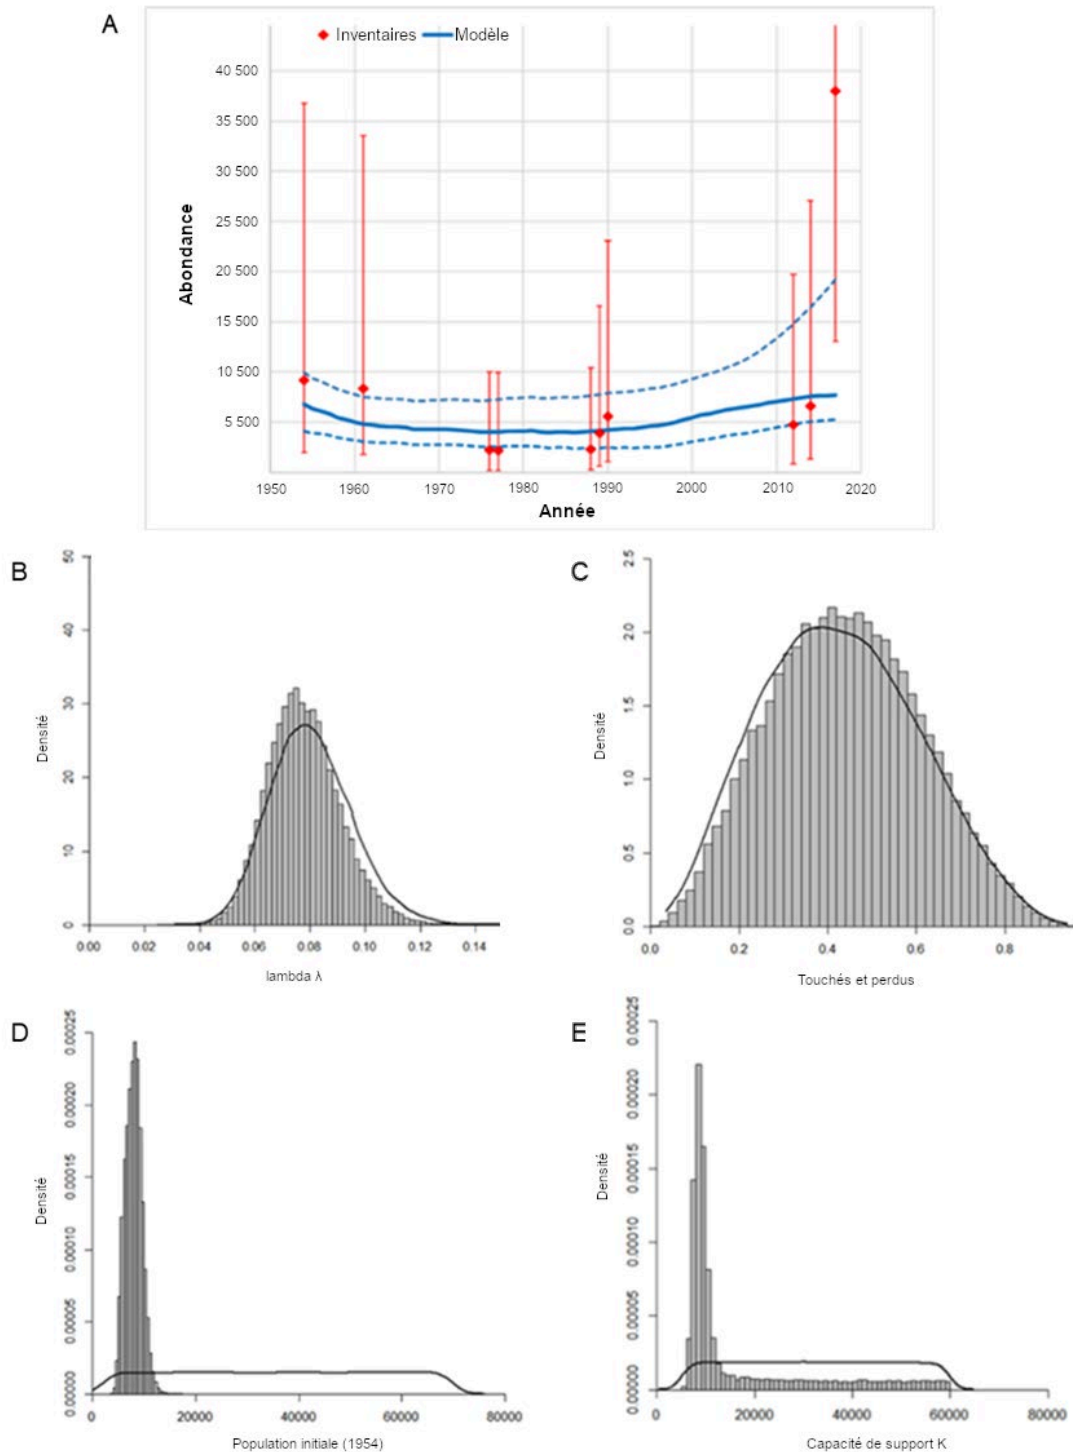 A
Inventaires Modèle
40 500
35 500
30 500
25 500
20 500
15 500
10 500
5 500
Abondance
1950 1960 1970 1980 1990 2000 2010 2020
Année
B
50
40
30
20
10
0
Densité
0.00 0.02 0.04 0.06 0.08 0.10 0.12 0.14
lambda λ
C
2.5
2.0
1.5
1.0
0.5
0.0
Densité
0.0 0.2 0.4 0.6 0.8
Touchés et perdus
D
0.00025
0.00020
0.00015
0.00010
0.00005
0.00000
Densité
0 20000 40000 60000 80000
Population initiale (1954)
E
0.00025
0.00020
0.00015
0.00010
0.00005
0.00000
Densité
0 20000 40000 60000 80000
Capacité de support K